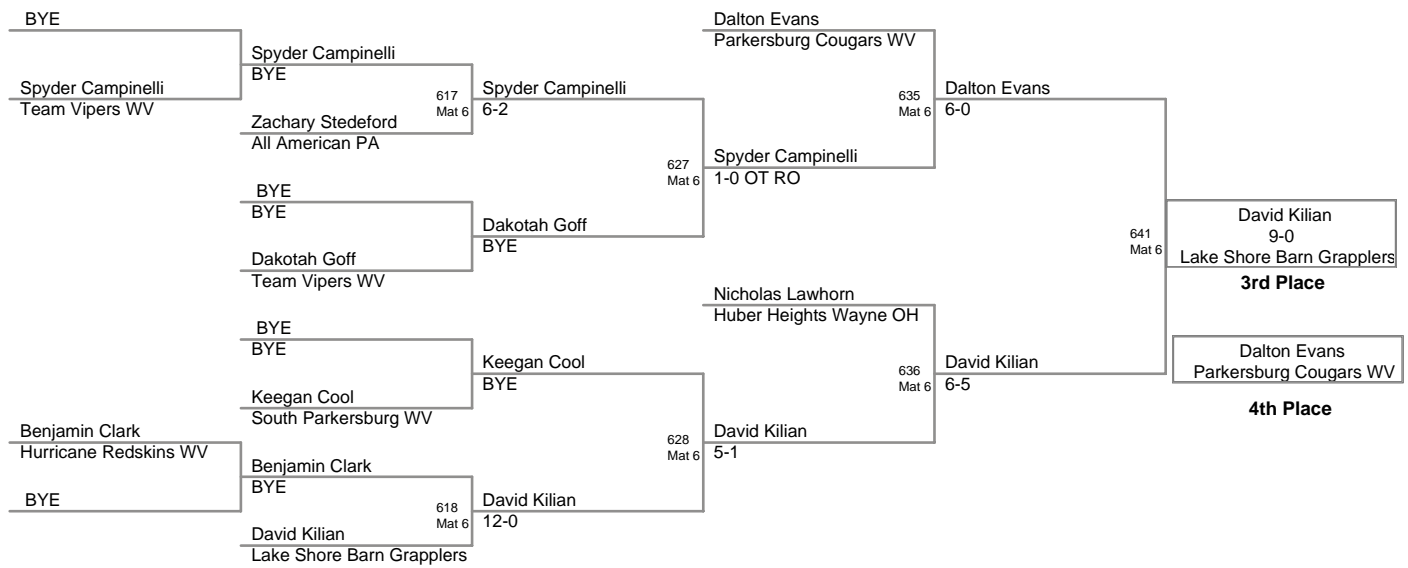 BYE
Spyder Campinelli
Team Vipers WV
Benjamin Clark
Hurricane Redskins WV
BYE
Spyder Campinelli
BYE
617
Mat 6
Zachary Stedeford
All American PA
BYE
BYE
Dakotah Goff
Team Vipers WV
BYE
BYE
Keegan Cool
South Parkersburg WV
Benjamin Clark
BYE
618
Mat 6
David Kilian
Lake Shore Barn Grapplers
Spyder Campinelli
6-2
627
Mat 6
Dakotah Goff
BYE
Keegan Cool
BYE
628
Mat 6
David Kilian
12-0
Dalton Evans
Parkersburg Cougars WV
635
Mat 6
Spyder Campinelli
1-0 OT RO
Nicholas Lawhorn
Huber Heights Wayne OH
636
Mat 6
David Kilian
5-1
Dalton Evans
6-0
641
Mat 6
David Kilian
6-5
David Kilian
9-0
Lake Shore Barn Grapplers
3rd Place
Dalton Evans
Parkersburg Cougars WV
4th Place